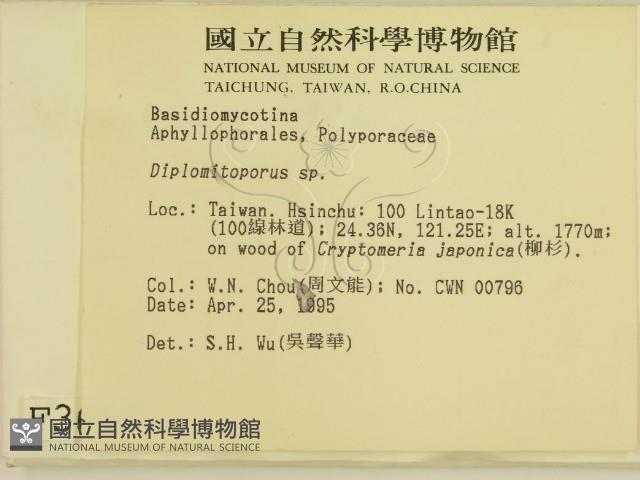 國立自然科學博物館
NATIONAL MUSEUM OF NATURAL SCIENCE
TAICHUNG, TAIWAN, R.O.CHINA
Basidiomycotina
Aphyllophorales, Polyporaceae
Diplomitoporus sp.
Loc.: Taiwan. Hsinchu: 100 Lintao-18K
(100線林道); 24.36N, 121.25E; alt. 1770m;
on wood of Cryptomeria japonica(柳杉).
Col.: W.N. Chou(周文能); No. CWN 00796
Date: Apr. 25, 1995
Det.: S.H. Wu(吳聲華)
國立自然科學博物館
NATIONAL MUSEUM OF NATURAL SCIENCE